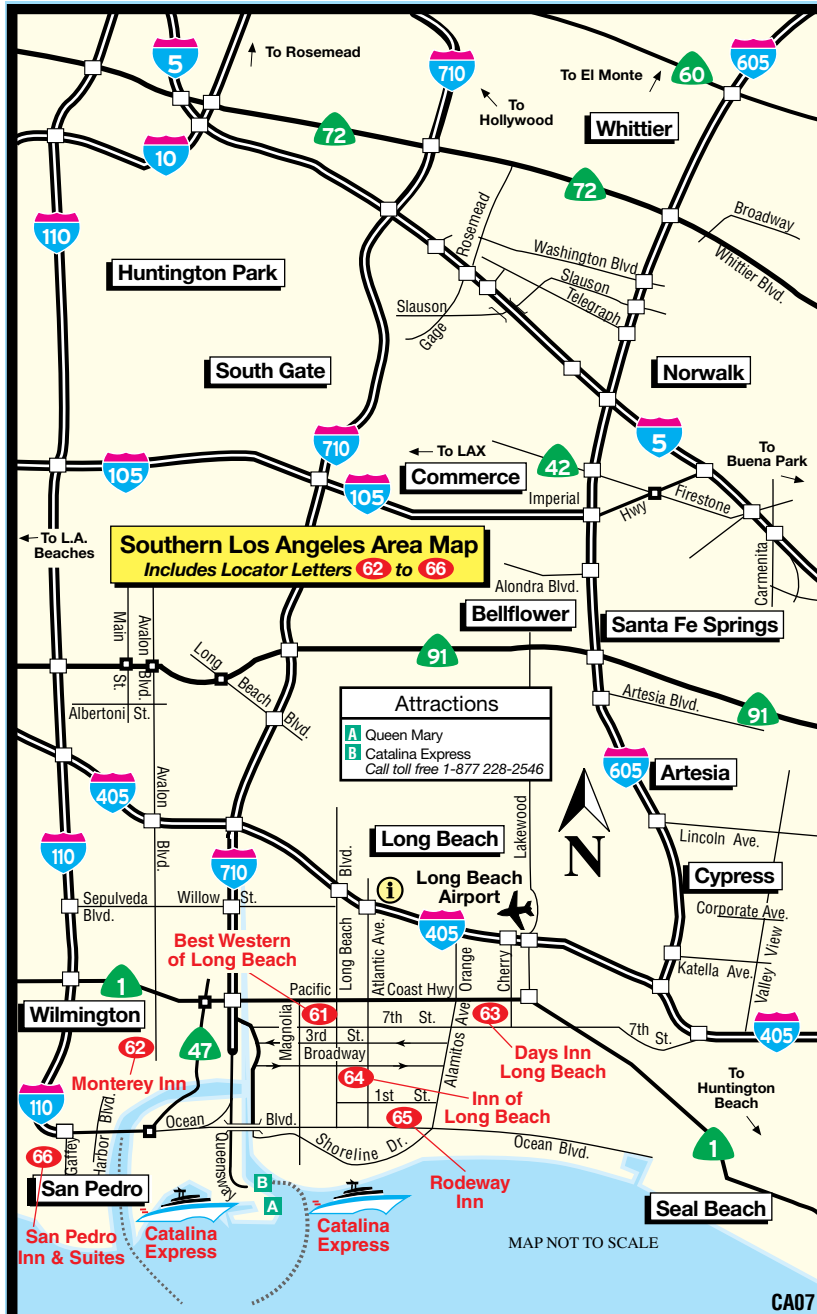 5
To Rosemead
710
To El Monte
60
605
To
Hollywood
Whittier
72
10
72
110
Rosemead
Broadway
Washington Blvd.
Whittier Blvd.
Huntington Park
Slauson
Telegraph
Slauson
Gage
South Gate
Norwalk
710
5
To LAX
42
To
Buena Park
105
Commerce
105
Imperial
Hwy
Firestone
To L.A.
Beaches
Southern Los Angeles Area Map
Includes Locator Letters 62 to 66
Alondra Blvd.
Carmenita
Main
St.
Avalon
Blvd.
Bellflower
Santa Fe Springs
Long
Beach
Blvd.
91
Albertoni St.
Attractions
A Queen Mary
B Catalina Express
Call toll free 1-877 228-2546
Artesia Blvd.
91
605
Artesia
405
Avalon
Blvd.
Lakewood
N
110
710
Long Beach
Blvd.
Lincoln Ave.
Cypress
i
Long Beach
Airport
Sepulveda
Blvd.
Willow St.
405
Corporate Ave.
Valley View
Best Western
of Long Beach
Long Beach
Atlantic Ave.
Orange
Cherry
Katella Ave.
1
Pacific
Coast Hwy
Wilmington
Magnolia
61
7th St.
63
7th
St.
405
3rd
St.
Alamitos Ave
62
47
Broadway
Days Inn
Long Beach
Monterey Inn
64
Inn of
Long Beach
To
Huntington
Beach
110
1st St.
65
Harbor Blvd.
Ocean
Blvd.
Gaffey
66
Shoreline Dr.
Ocean Blvd.
1
Queensway
Rodeway
Inn
San Pedro
B
A
Seal Beach
San Pedro
Inn & Suites
Catalina
Express
Catalina
Express
MAP NOT TO SCALE
CA07